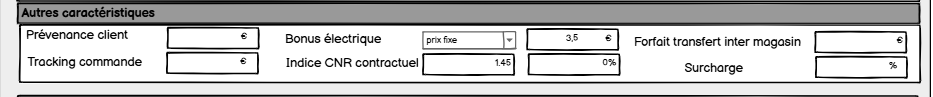 Autres caractéristiques
Prévenance client € Bonus électrique prix fixe 3,5 € Forfait transfert inter magasin €
Tracking commande € Indice CNR contractuel 1.45 0% Surcharge %